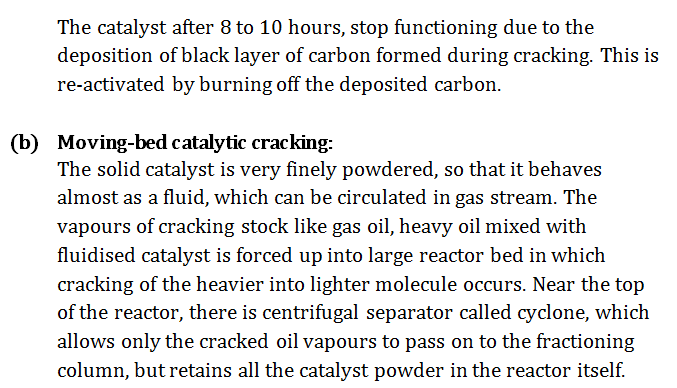 The catalyst after 8 to 10 hours, stop functioning due to the
deposition of black layer of carbon formed during cracking. This is
re-activated by burning off the deposited carbon.
(b) Moving-bed catalytic cracking:
The solid catalyst is very finely powdered, so that it behaves
almost as a fluid, which can be circulated in gas stream. The
vapours of cracking stock like gas oil, heavy oil mixed with
fluidised catalyst is forced up into large reactor bed in which
cracking of the heavier into lighter molecule occurs. Near the top
of the reactor, there is centrifugal separator called cyclone, which
allows only the cracked oil vapours to pass on to the fractioning
column, but retains all the catalyst powder in the reactor itself.